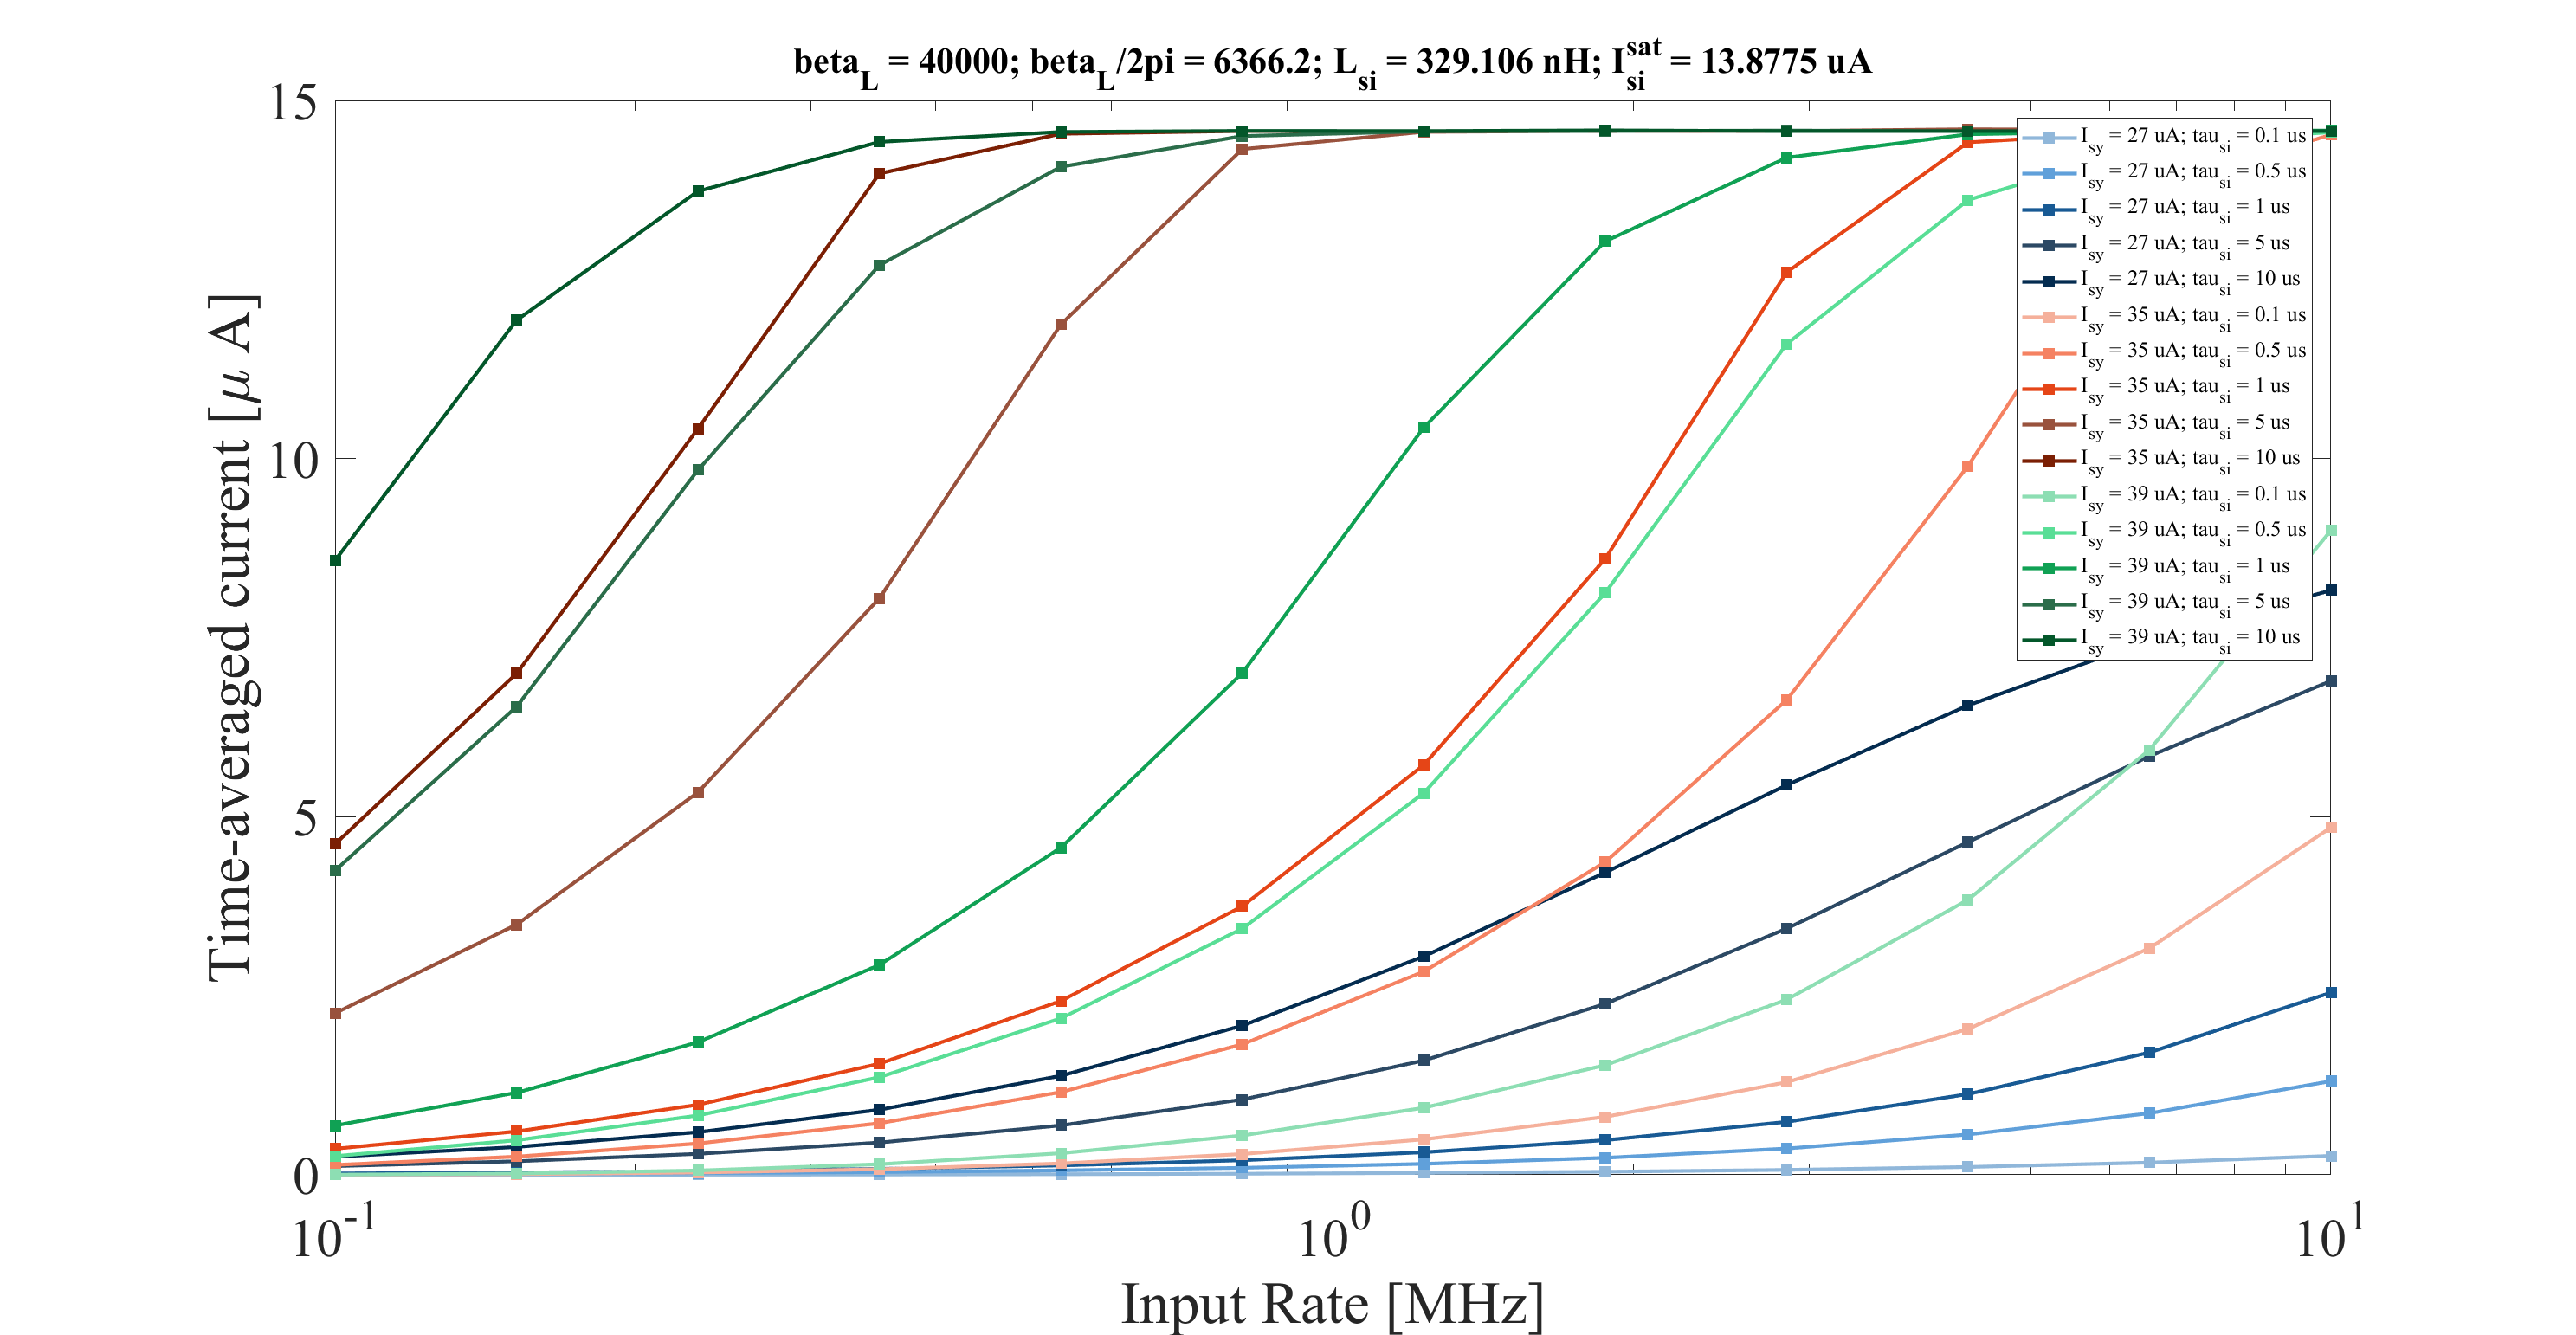 beta_L = 40000; beta_L/2pi = 6366.2; L_si = 329.106 nH; I_si^sat = 13.8775 uA
15
10
5
0
Time-averaged current [μ A]
I_sy = 27 uA; tau_si = 0.1 us
I_sy = 27 uA; tau_si = 0.5 us
I_sy = 27 uA; tau_si = 1 us
I_sy = 27 uA; tau_si = 5 us
I_sy = 27 uA; tau_si = 10 us
I_sy = 35 uA; tau_si = 0.1 us
I_sy = 35 uA; tau_si = 0.5 us
I_sy = 35 uA; tau_si = 1 us
I_sy = 35 uA; tau_si = 5 us
I_sy = 35 uA; tau_si = 10 us
I_sy = 39 uA; tau_si = 0.1 us
I_sy = 39 uA; tau_si = 0.5 us
I_sy = 39 uA; tau_si = 1 us
I_sy = 39 uA; tau_si = 5 us
I_sy = 39 uA; tau_si = 10 us
10^-1 10^0 10^1
Input Rate [MHz]